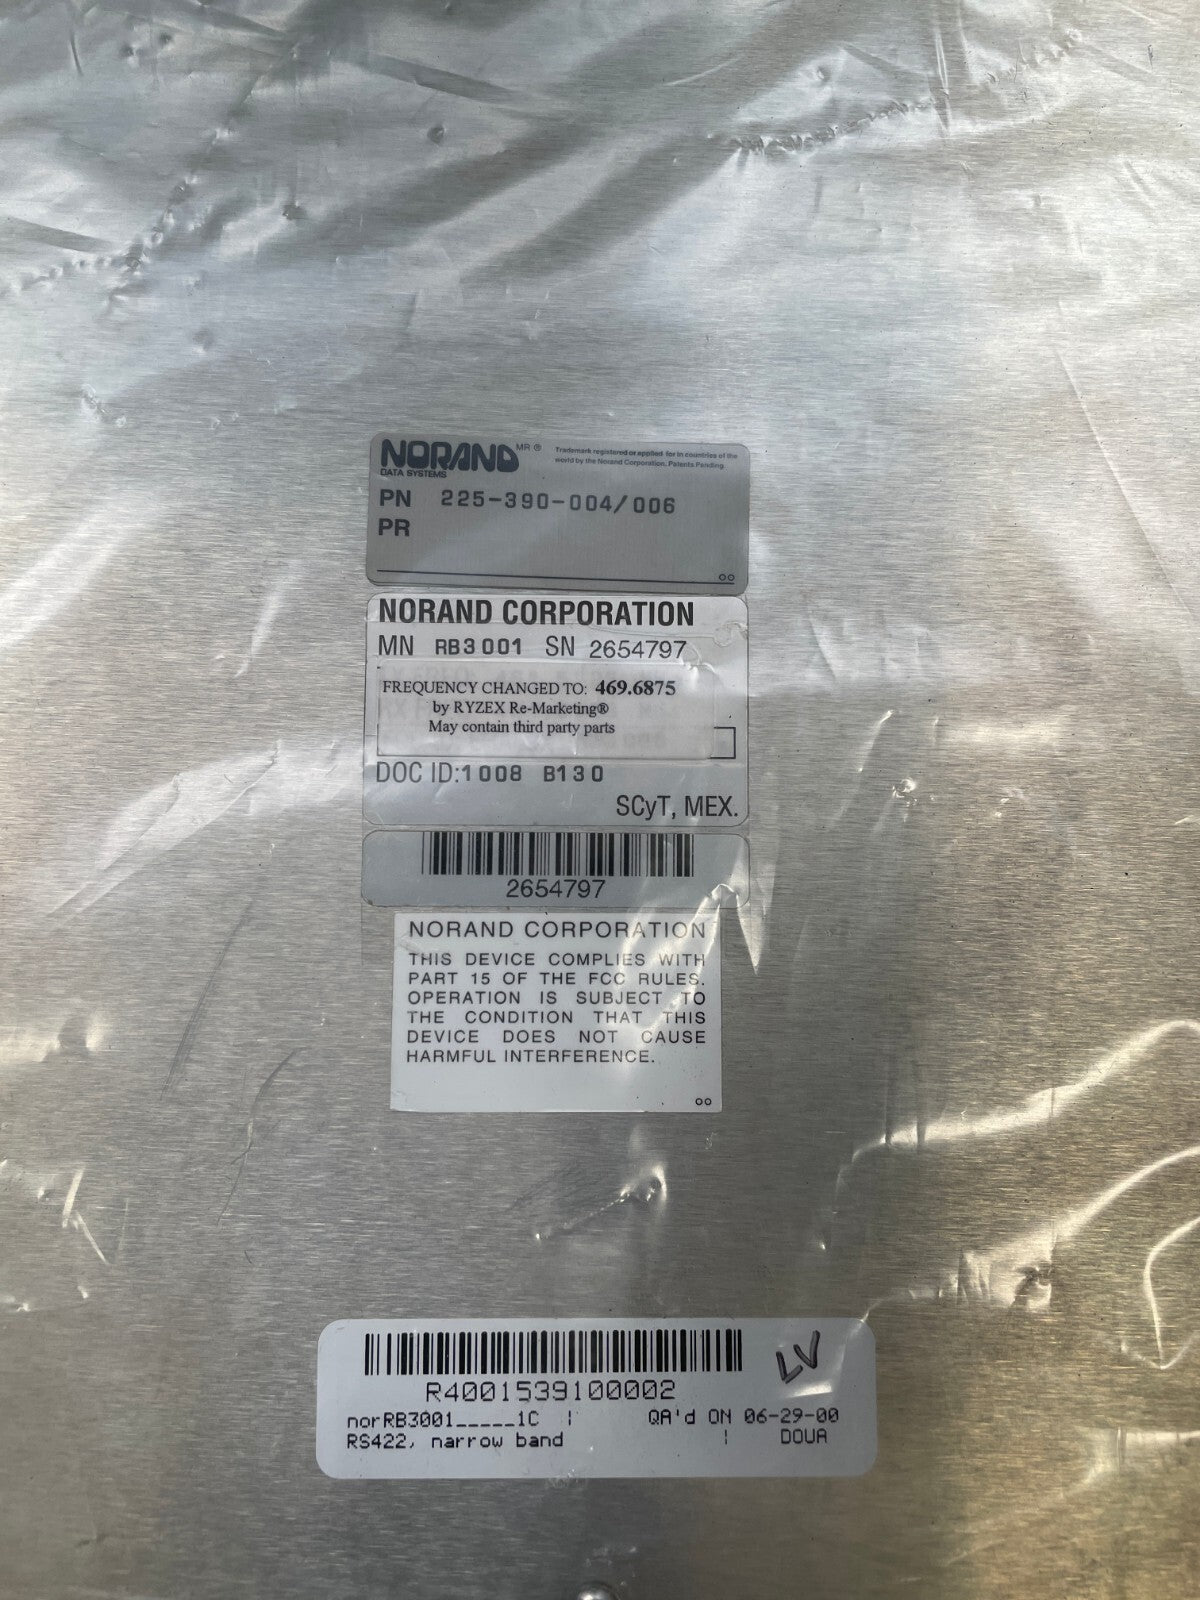 NORAND MR ®
DATA SYSTEMS
Trademark registered or applied for in countries of the
world by the Norand Corporation. Patents Pending.
PN 225-390-004/006
PR
NORAND CORPORATION
MN RB3001 SN 2654797
FREQUENCY CHANGED TO: 469.6875
by RYZEX Re-Marketing®
May contain third party parts
DOC ID:1008 B130
SCyT, MEX.
2654797
NORAND CORPORATION
THIS DEVICE COMPLIES WITH
PART 15 OF THE FCC RULES.
OPERATION IS SUBJECT TO
THE CONDITION THAT THIS
DEVICE DOES NOT CAUSE
HARMFUL INTERFERENCE.
LV
R4001539100002
norRB3001_____1C | QA'd ON 06-29-00
RS422, narrow band | DOUA